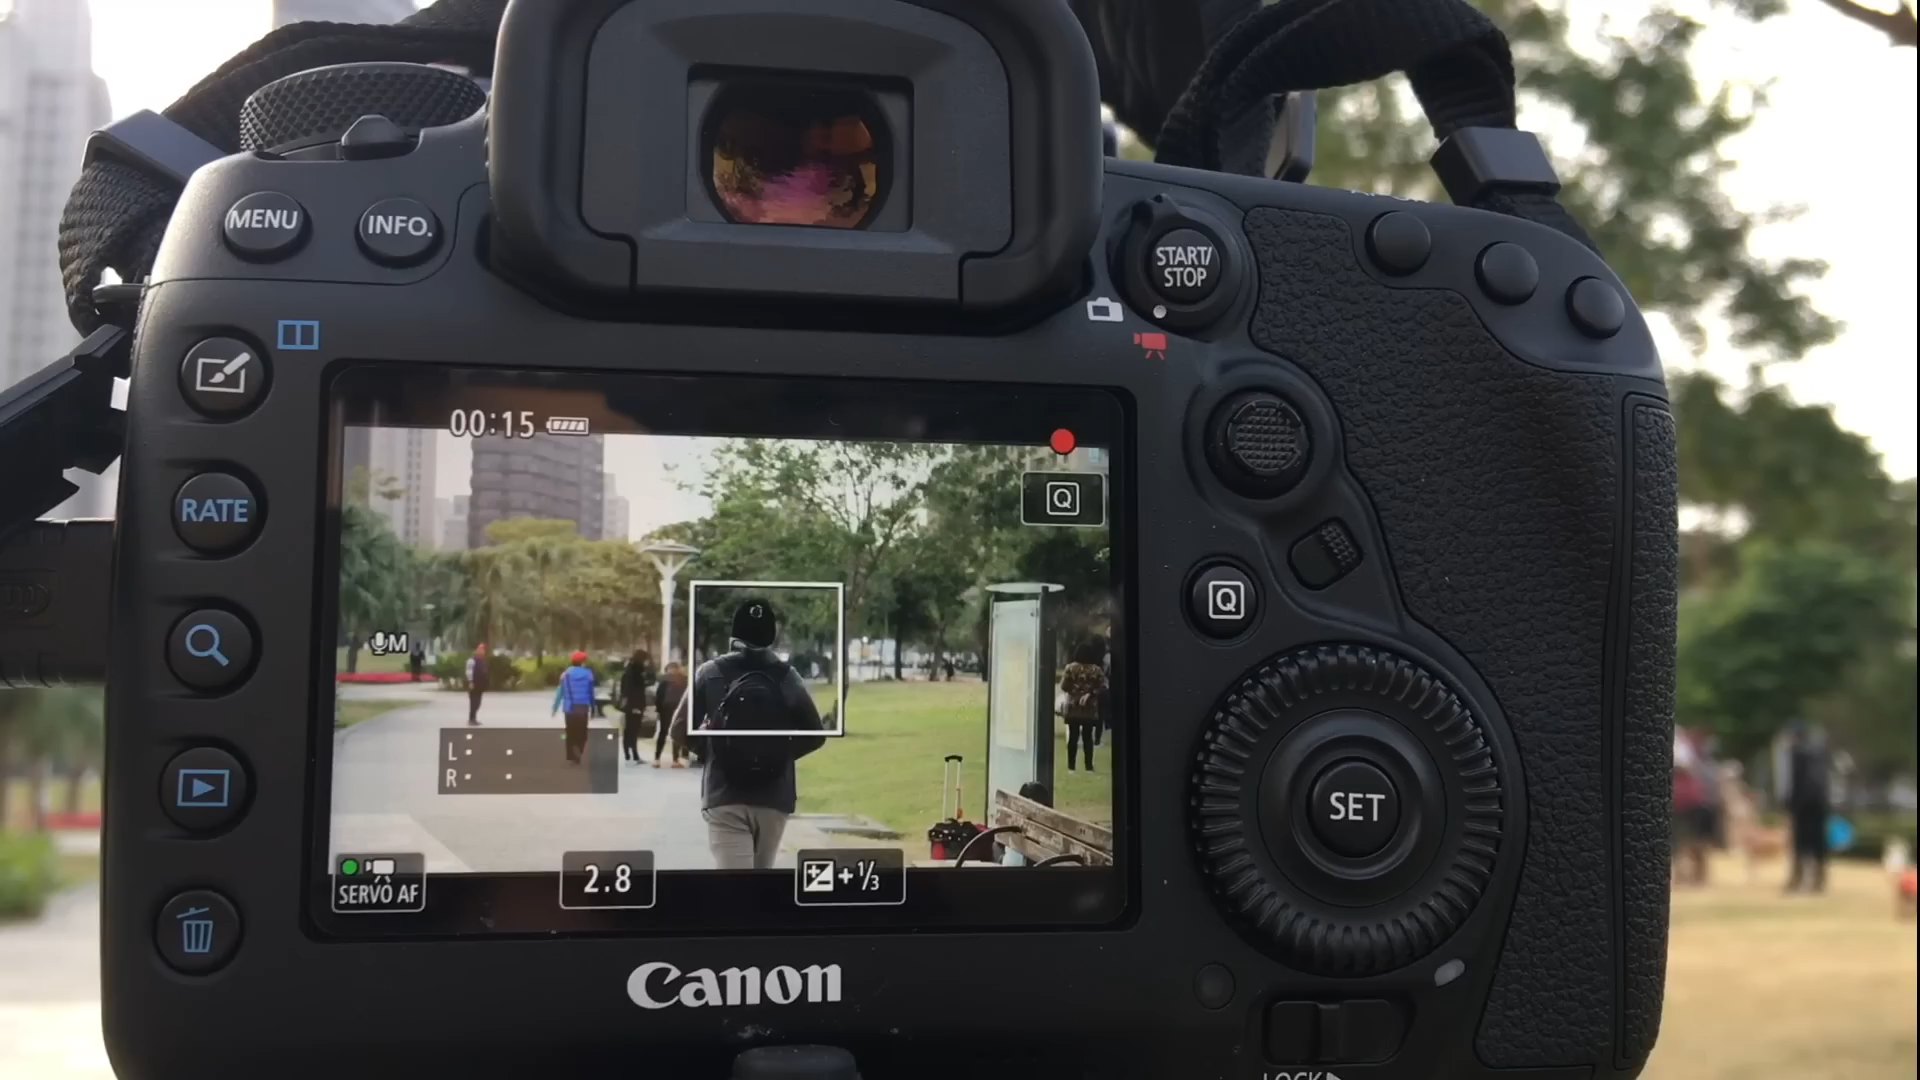 MENU
INFO.
START/
STOP
00:15
Q
RATE
M
Q
L
R
SET
SERVO AF
2.8
+1/3
Canon
LOCK▶